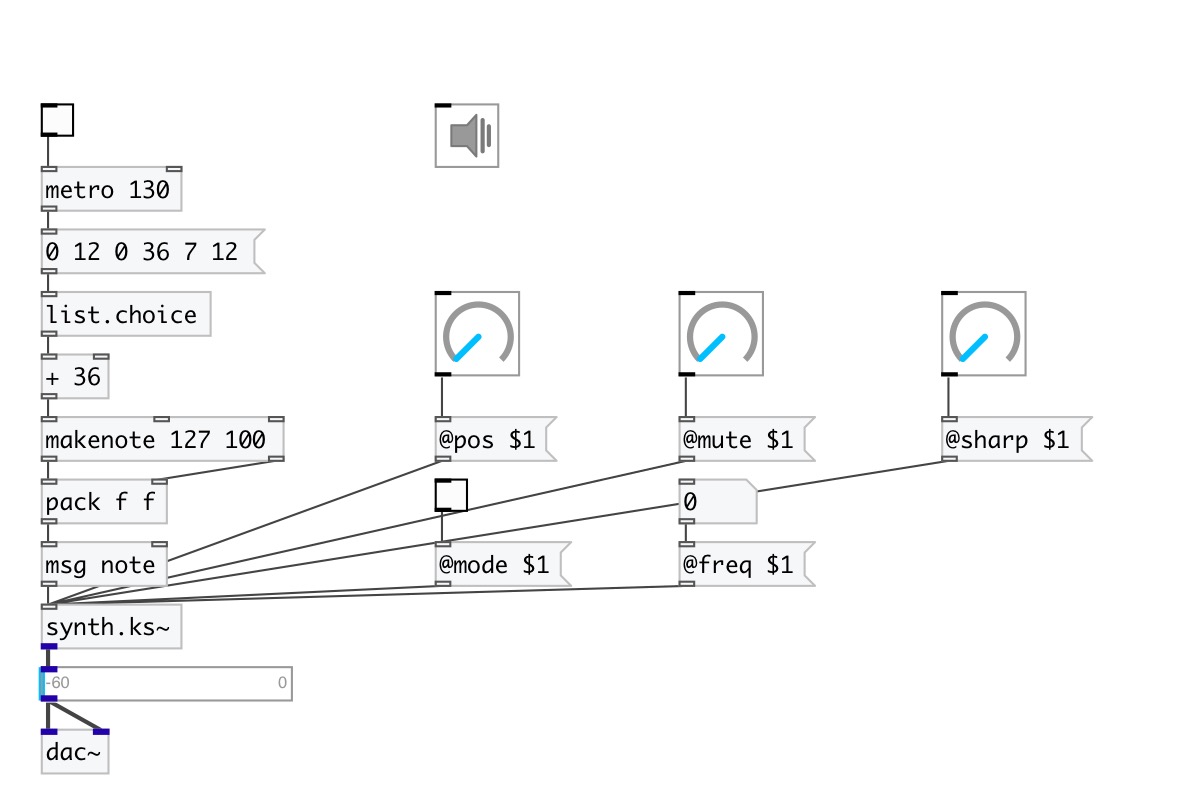 metro 130
0 12 0 36 7 12
list.choice
+ 36
makenote 127 100
@pos $1
@mute $1
@sharp $1
pack f f
0
msg note
@mode $1
@freq $1
synth.ks~
-60 0
dac~